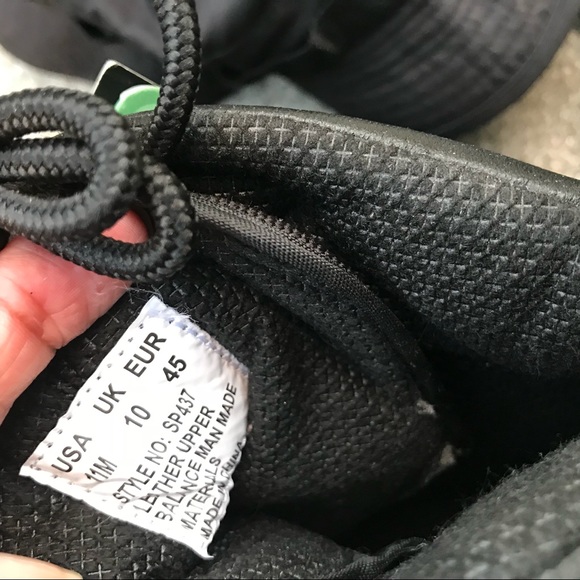 USA UK EUR
11M 10 45
STYLE NO: SP437
LEATHER UPPER
BALANCE MAN MADE
MATERIALS
MADE IN CHINA